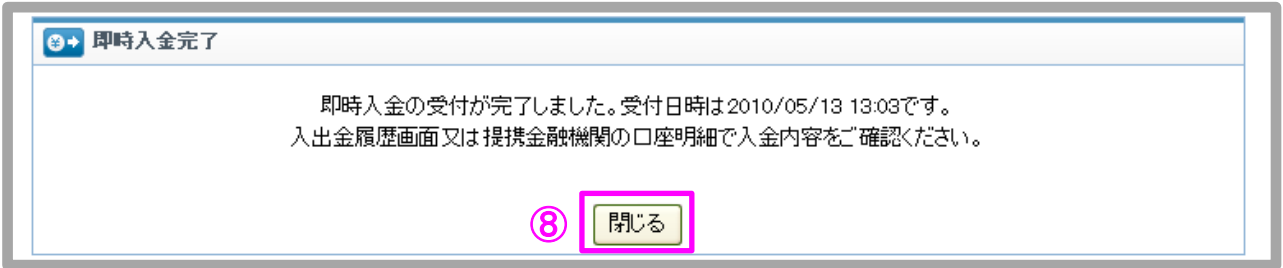 即時入金完了
即時入金の受付が完了しました。受付日時は2010/05/13 13:03です。
入出金履歴画面又は提携金融機関の口座明細で入金内容をご確認ください。
⑧ 閉じる